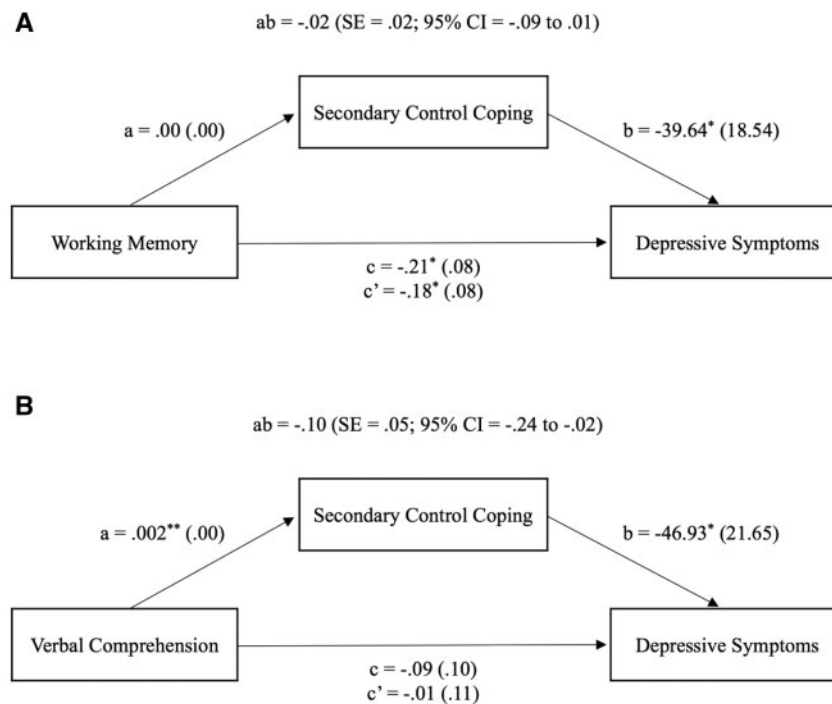 A
ab = -.02 (SE = .02; 95% CI = -.09 to .01)
Secondary Control Coping
a = .00 (.00)
b = -39.64* (18.54)
Working Memory
Depressive Symptoms
c = -.21* (.08)
c’ = -.18* (.08)
B
ab = -.10 (SE = .05; 95% CI = -.24 to -.02)
Secondary Control Coping
a = .002** (.00)
b = -46.93* (21.65)
Verbal Comprehension
Depressive Symptoms
c = -.09 (.10)
c’ = -.01 (.11)